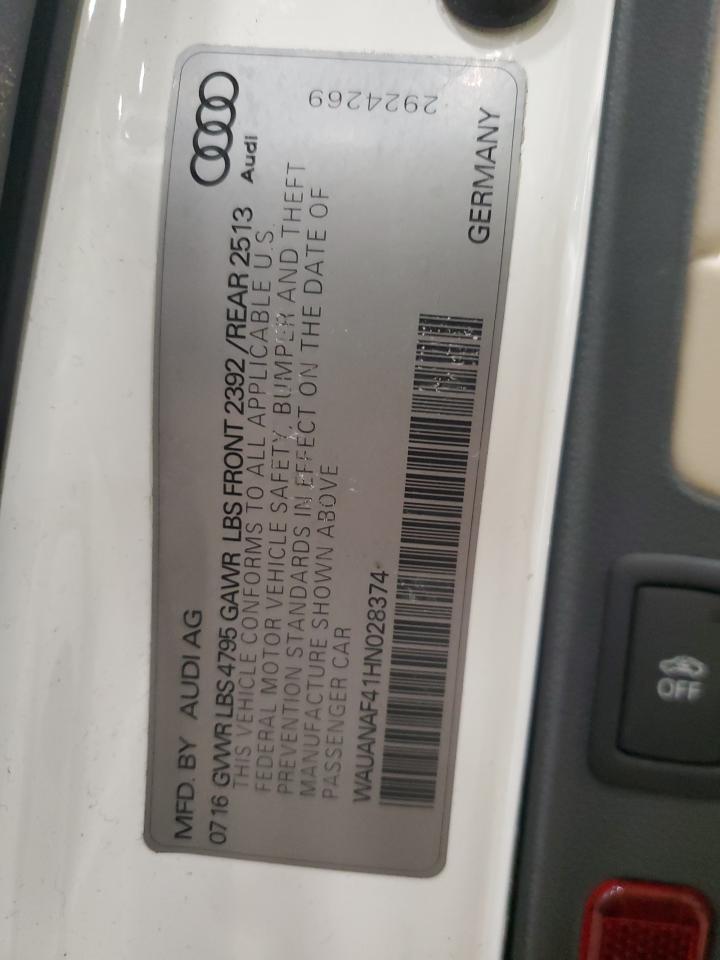 MFD. BY AUDI AG
0716 GVWR LBS 4795 GAWR LBS FRONT 2392 /REAR 2513
THIS VEHICLE CONFORMS TO ALL APPLICABLE U.S.
FEDERAL MOTOR VEHICLE SAFETY, BUMPER AND THEFT
PREVENTION STANDARDS IN EFFECT ON THE DATE OF
MANUFACTURE SHOWN ABOVE
PASSENGER CAR
WAUANAF41HN028374
Audi
2924269
GERMANY
OFF